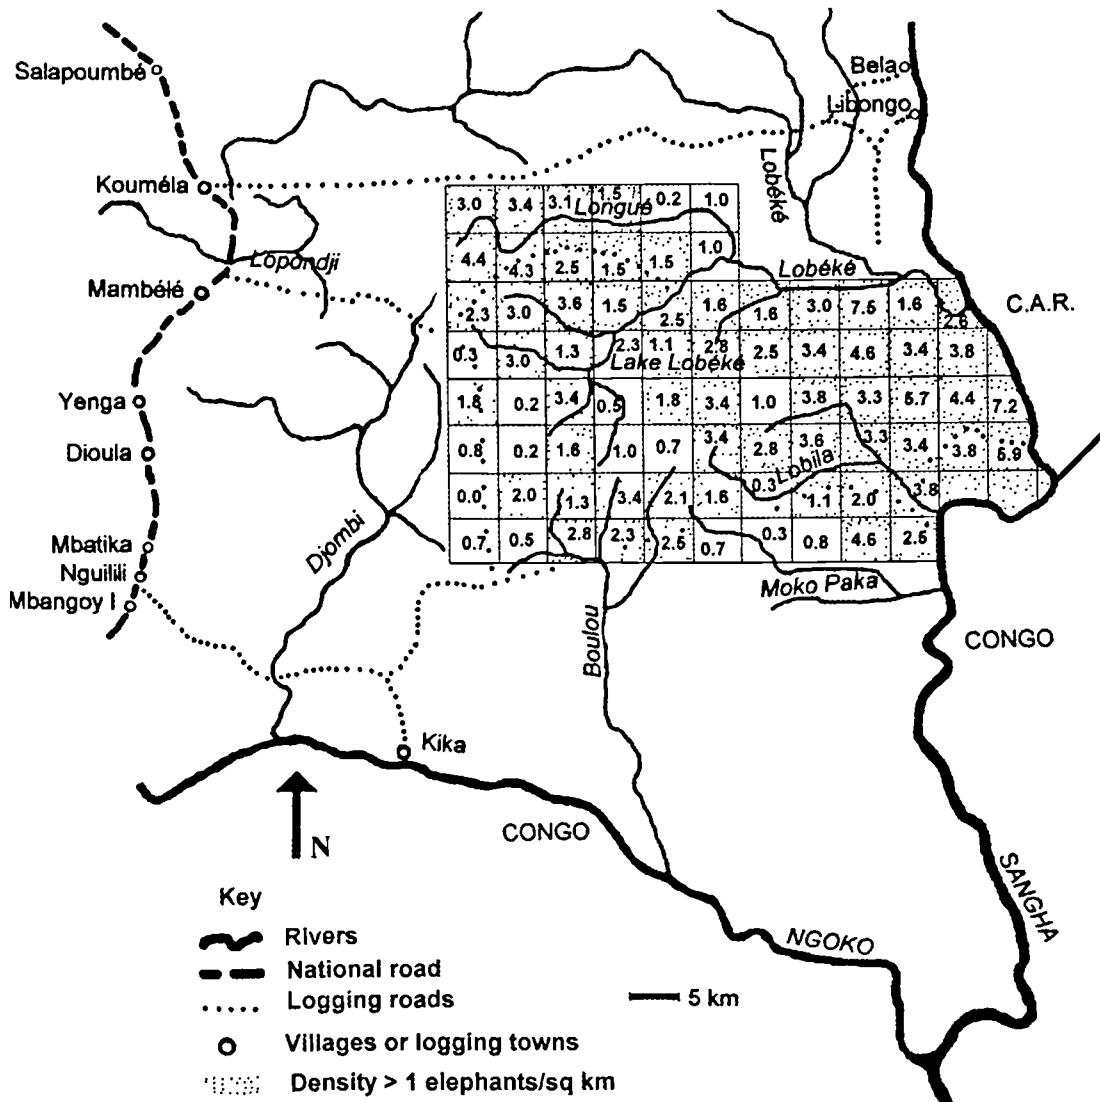 Salapoumbé
Bela
Libongo
Kouméla
Lobéké
3.0 3.4 3.1 1.5 0.2 1.0
Longué
Lopondji
1.0
4.4 4.3 2.5 1.5 1.5
Lobéké
Mambélé
C.A.R.
2.3 3.0 3.6 1.5 2.5 1.6 1.6 3.0 7.5 1.6 2.6
0.3 3.0 1.3 2.3 1.1 2.8 2.5 3.4 4.6 3.4 3.8
Lake Lobéké
Yenga
1.8 0.2 3.4 0.5 1.8 3.4 1.0 3.8 3.3 5.7 4.4 7.2
Dioula
0.8 0.2 1.6 1.0 0.7 3.4 2.8 3.6 3.3 3.4 3.8 5.9
Lobila
0.0 2.0 1.3 3.4 2.1 1.6 0.3 1.1 2.0 3.8
Djombi
Mbatika
0.7 0.5 2.8 2.3 2.5 0.7 0.3 0.8 4.6 2.5
Nguilili
Mbangoy I
Moko Paka
Boulou
CONGO
Kika
CONGO
N
SANGHA
NGOKO
Key
Rivers
National road
Logging roads
5 km
Villages or logging towns
Density > 1 elephants/sq km